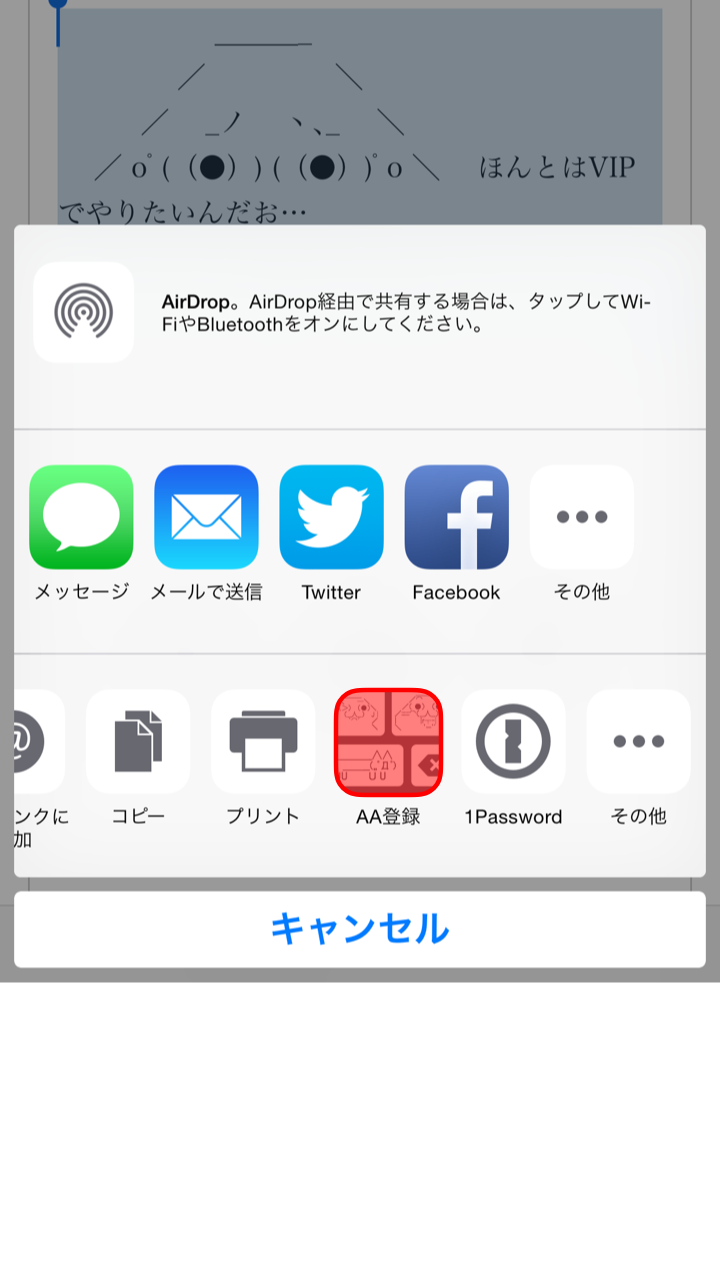 ＿＿＿＿
／　　　　＼
／　　_ノ　　ヽ､_　＼
／ oﾟ(（●）)(（●）)ﾟo ＼　ほんとはVIP
でやりたいんだお…
AirDrop。AirDrop経由で共有する場合は、タップしてWi-
FiやBluetoothをオンにしてください。
メッセージ
メールで送信
Twitter
Facebook
その他
ンクに
加
コピー
プリント
AA登録
1Password
その他
キャンセル